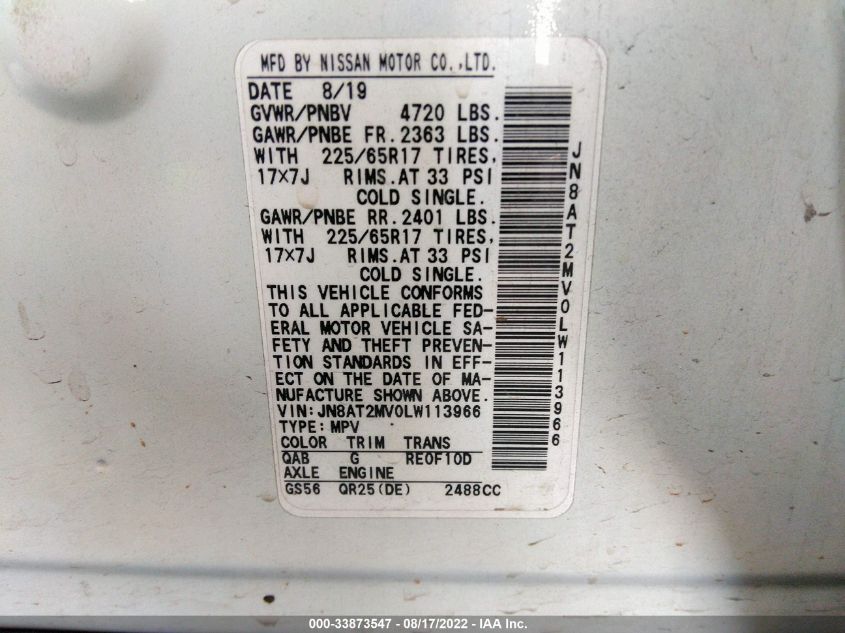 MFD BY NISSAN MOTOR CO.,LTD.
DATE 8/19
GVWR/PNBV 4720 LBS.
GAWR/PNBE FR. 2363 LBS.
WITH 225/65R17 TIRES,
17×7J RIMS.AT 33 PSI
COLD SINGLE.
GAWR/PNBE RR. 2401 LBS.
WITH 225/65R17 TIRES,
17×7J RIMS.AT 33 PSI
COLD SINGLE.
THIS VEHICLE CONFORMS
TO ALL APPLICABLE FED-
ERAL MOTOR VEHICLE SA-
FETY AND THEFT PREVEN-
TION STANDARDS IN EFF-
ECT ON THE DATE OF MA-
NUFACTURE SHOWN ABOVE.
VIN:JN8AT2MV0LW113966
TYPE:MPV
COLOR TRIM TRANS
QAB G RE0F10D
AXLE ENGINE
GS56 QR25(DE) 2488CC
JN8AT2MV0LW113966
000-33873547 - 08/17/2022 - IAA Inc.